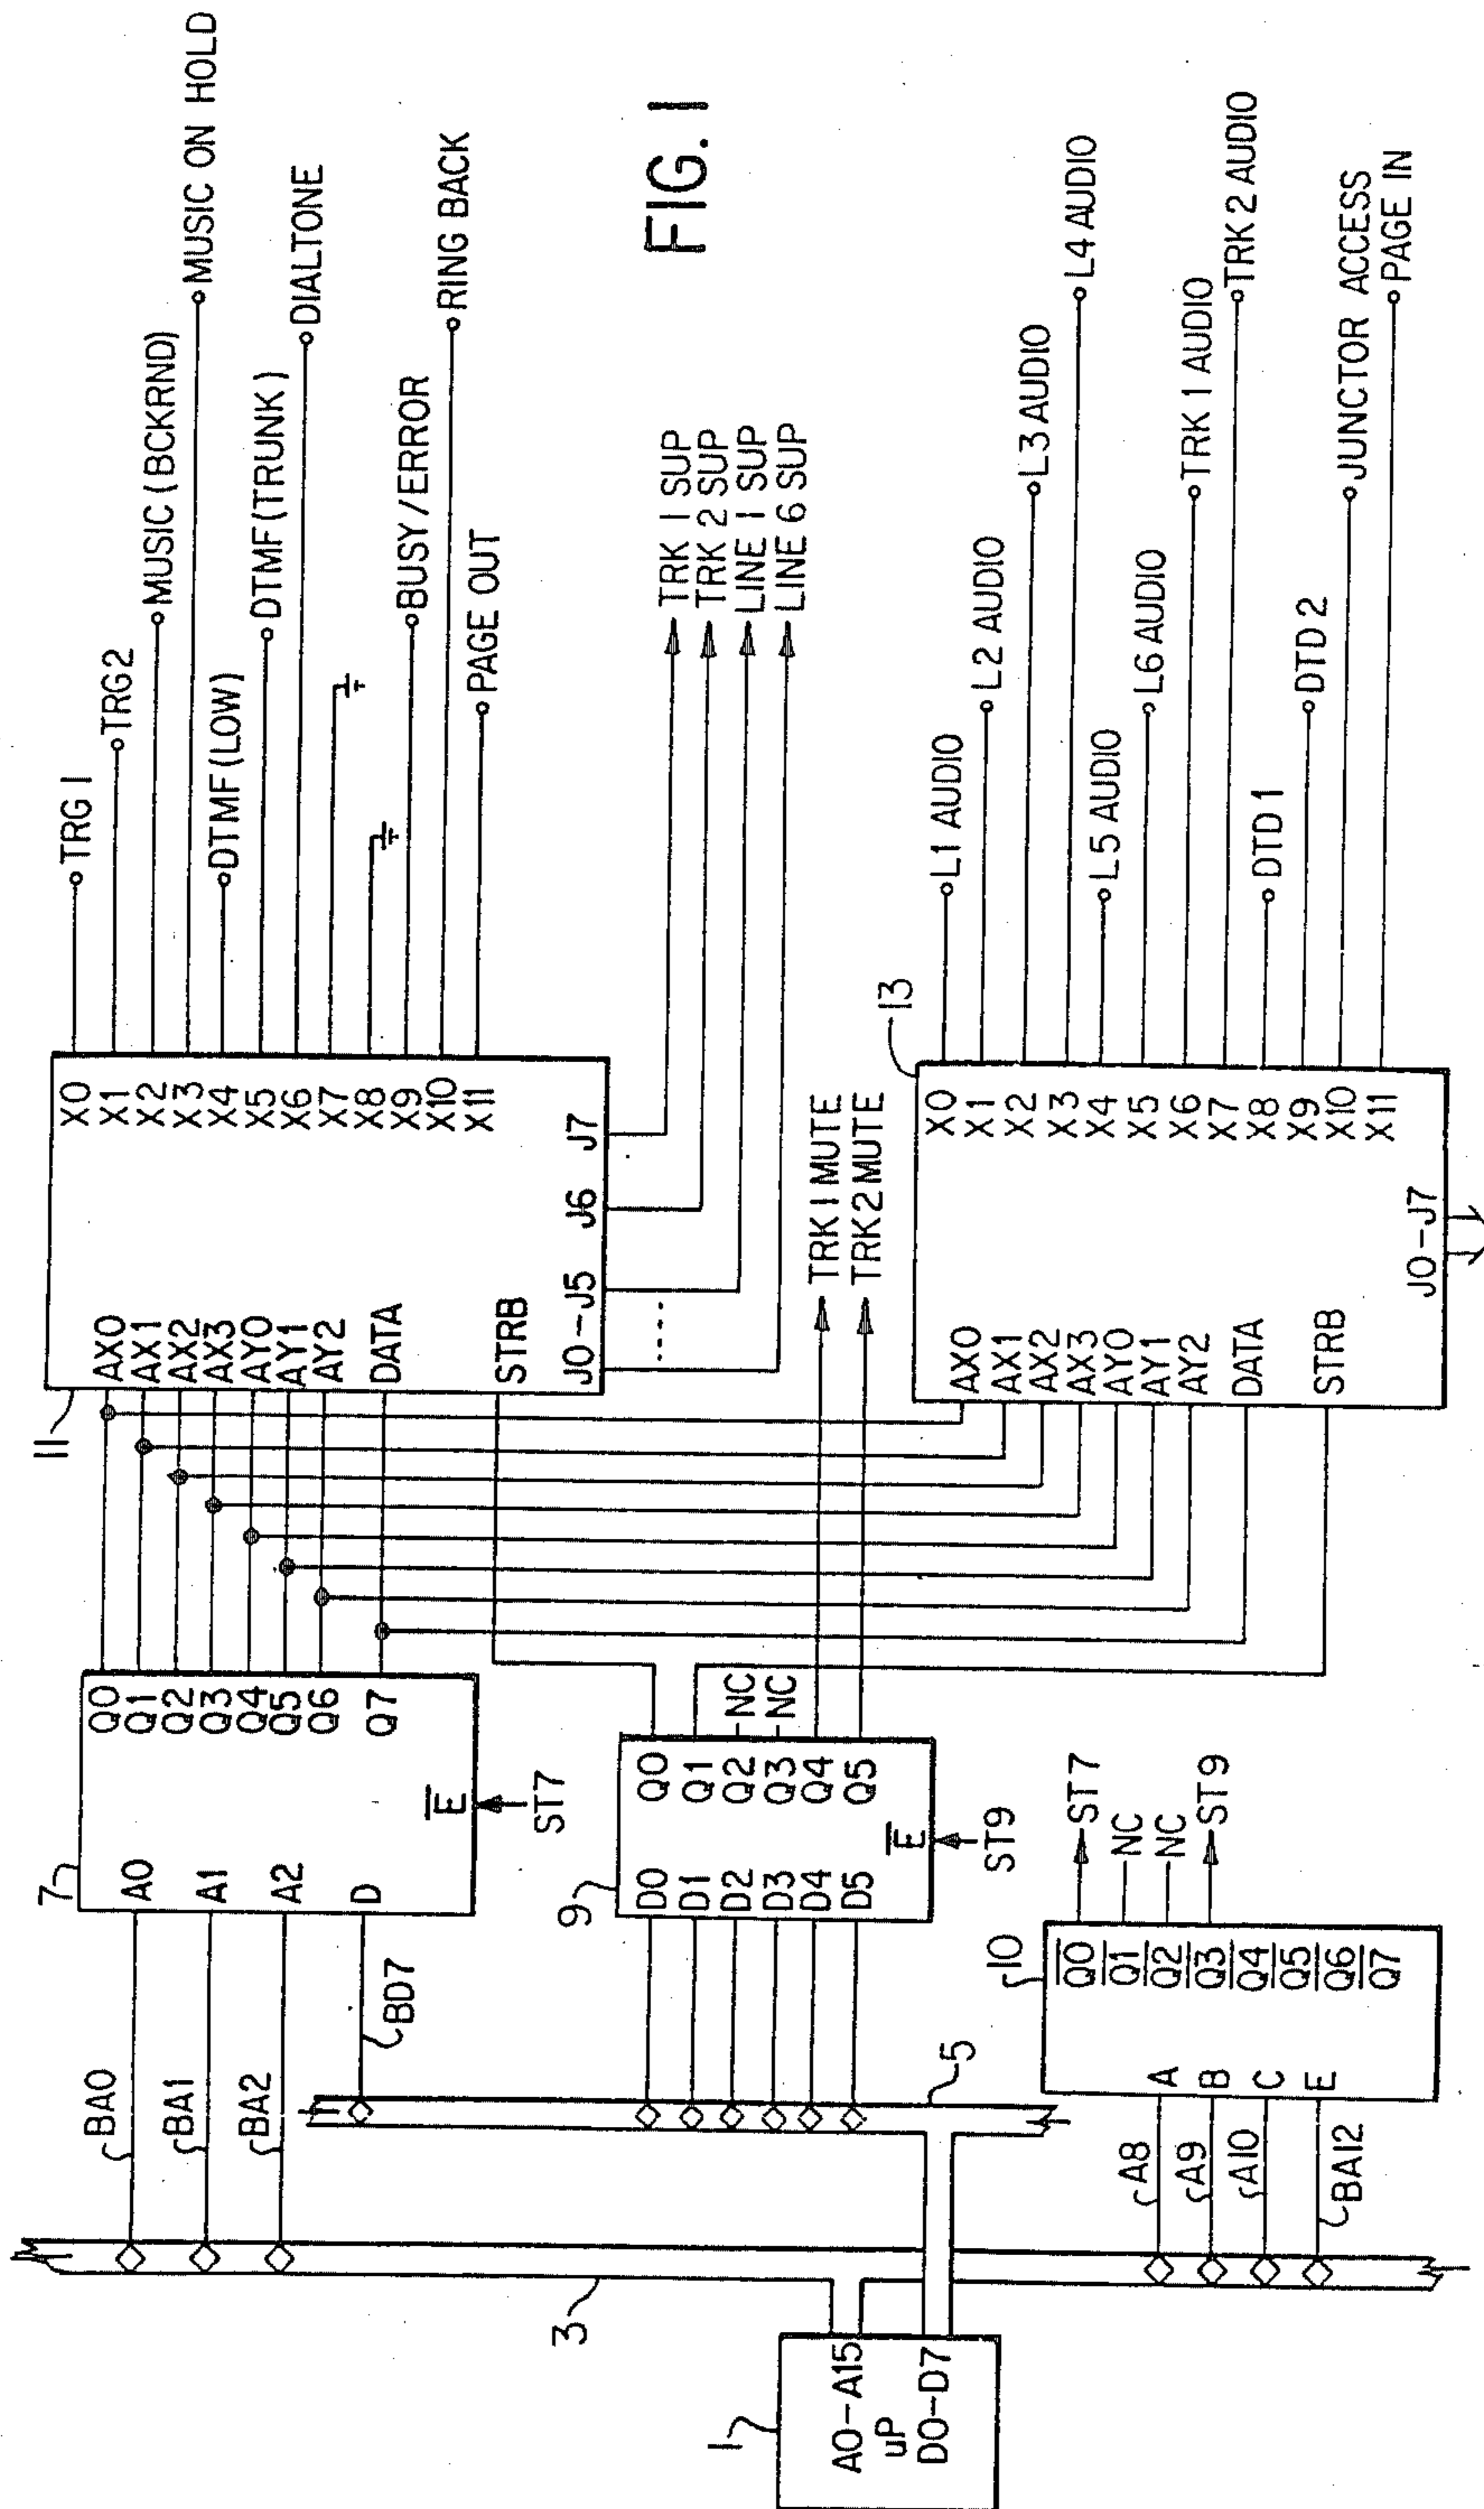 FIG. 1
1
A0-A15
uP
D0-D7
3
5
BA0
BA1
BA2
BD7
7
A0
A1
A2
D
Q0
Q1
Q2
Q3
Q4
Q5
Q6
Q7
E
ST7
9
D0
D1
D2
D3
D4
D5
Q0
Q1
Q2
Q3
Q4
Q5
NC
NC
E
ST9
A8
A9
A10
BA12
10
A
B
C
E
Q0
Q1
Q2
Q3
Q4
Q5
Q6
Q7
ST7
NC
NC
ST9
11
AX0
AX1
AX2
AX3
AY0
AY1
AY2
DATA
STRB
J0-J5
J6
J7
X0
X1
X2
X3
X4
X5
X6
X7
X8
X9
X10
X11
TRG 1
TRG2
MUSIC (BCKRND)
MUSIC ON HOLD
DTMF (LOW)
DTMF (TRUNK)
DIALTONE
BUSY/ERROR
RING BACK
PAGE OUT
TRK 1 SUP
TRK 2 SUP
LINE 1 SUP
LINE 6 SUP
TRK 1 MUTE
TRK 2 MUTE
13
AX0
AX1
AX2
AX3
AY0
AY1
AY2
DATA
STRB
J0-J7
X0
X1
X2
X3
X4
X5
X6
X7
X8
X9
X10
X11
L1 AUDIO
L2 AUDIO
L3 AUDIO
L4 AUDIO
L5 AUDIO
L6 AUDIO
TRK 1 AUDIO
TRK 2 AUDIO
DTD 1
DTD 2
JUNCTOR ACCESS
PAGE IN